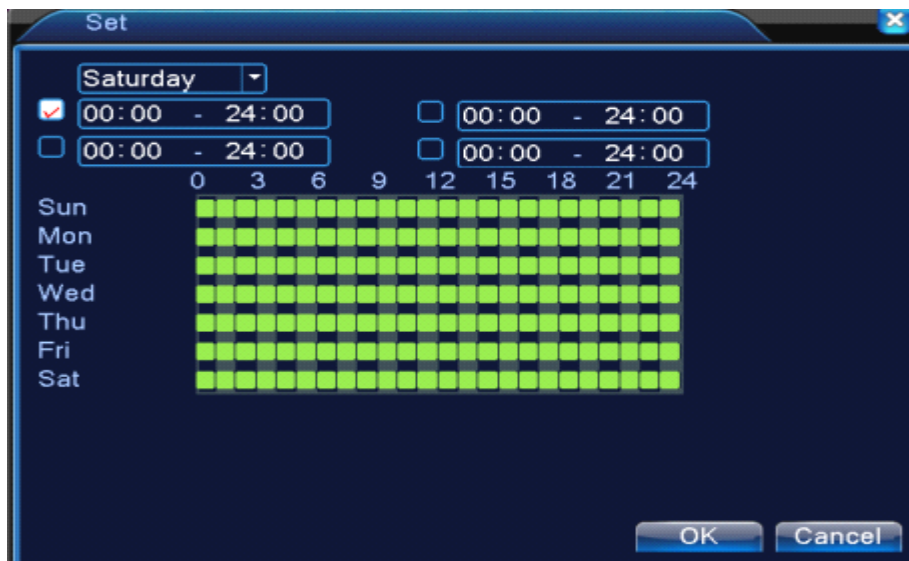 Set
Saturday
00:00 - 24:00 00:00 - 24:00
00:00 - 24:00 00:00 - 24:00
0 3 6 9 12 15 18 21 24
Sun
Mon
Tue
Wed
Thu
Fri
Sat
OK Cancel